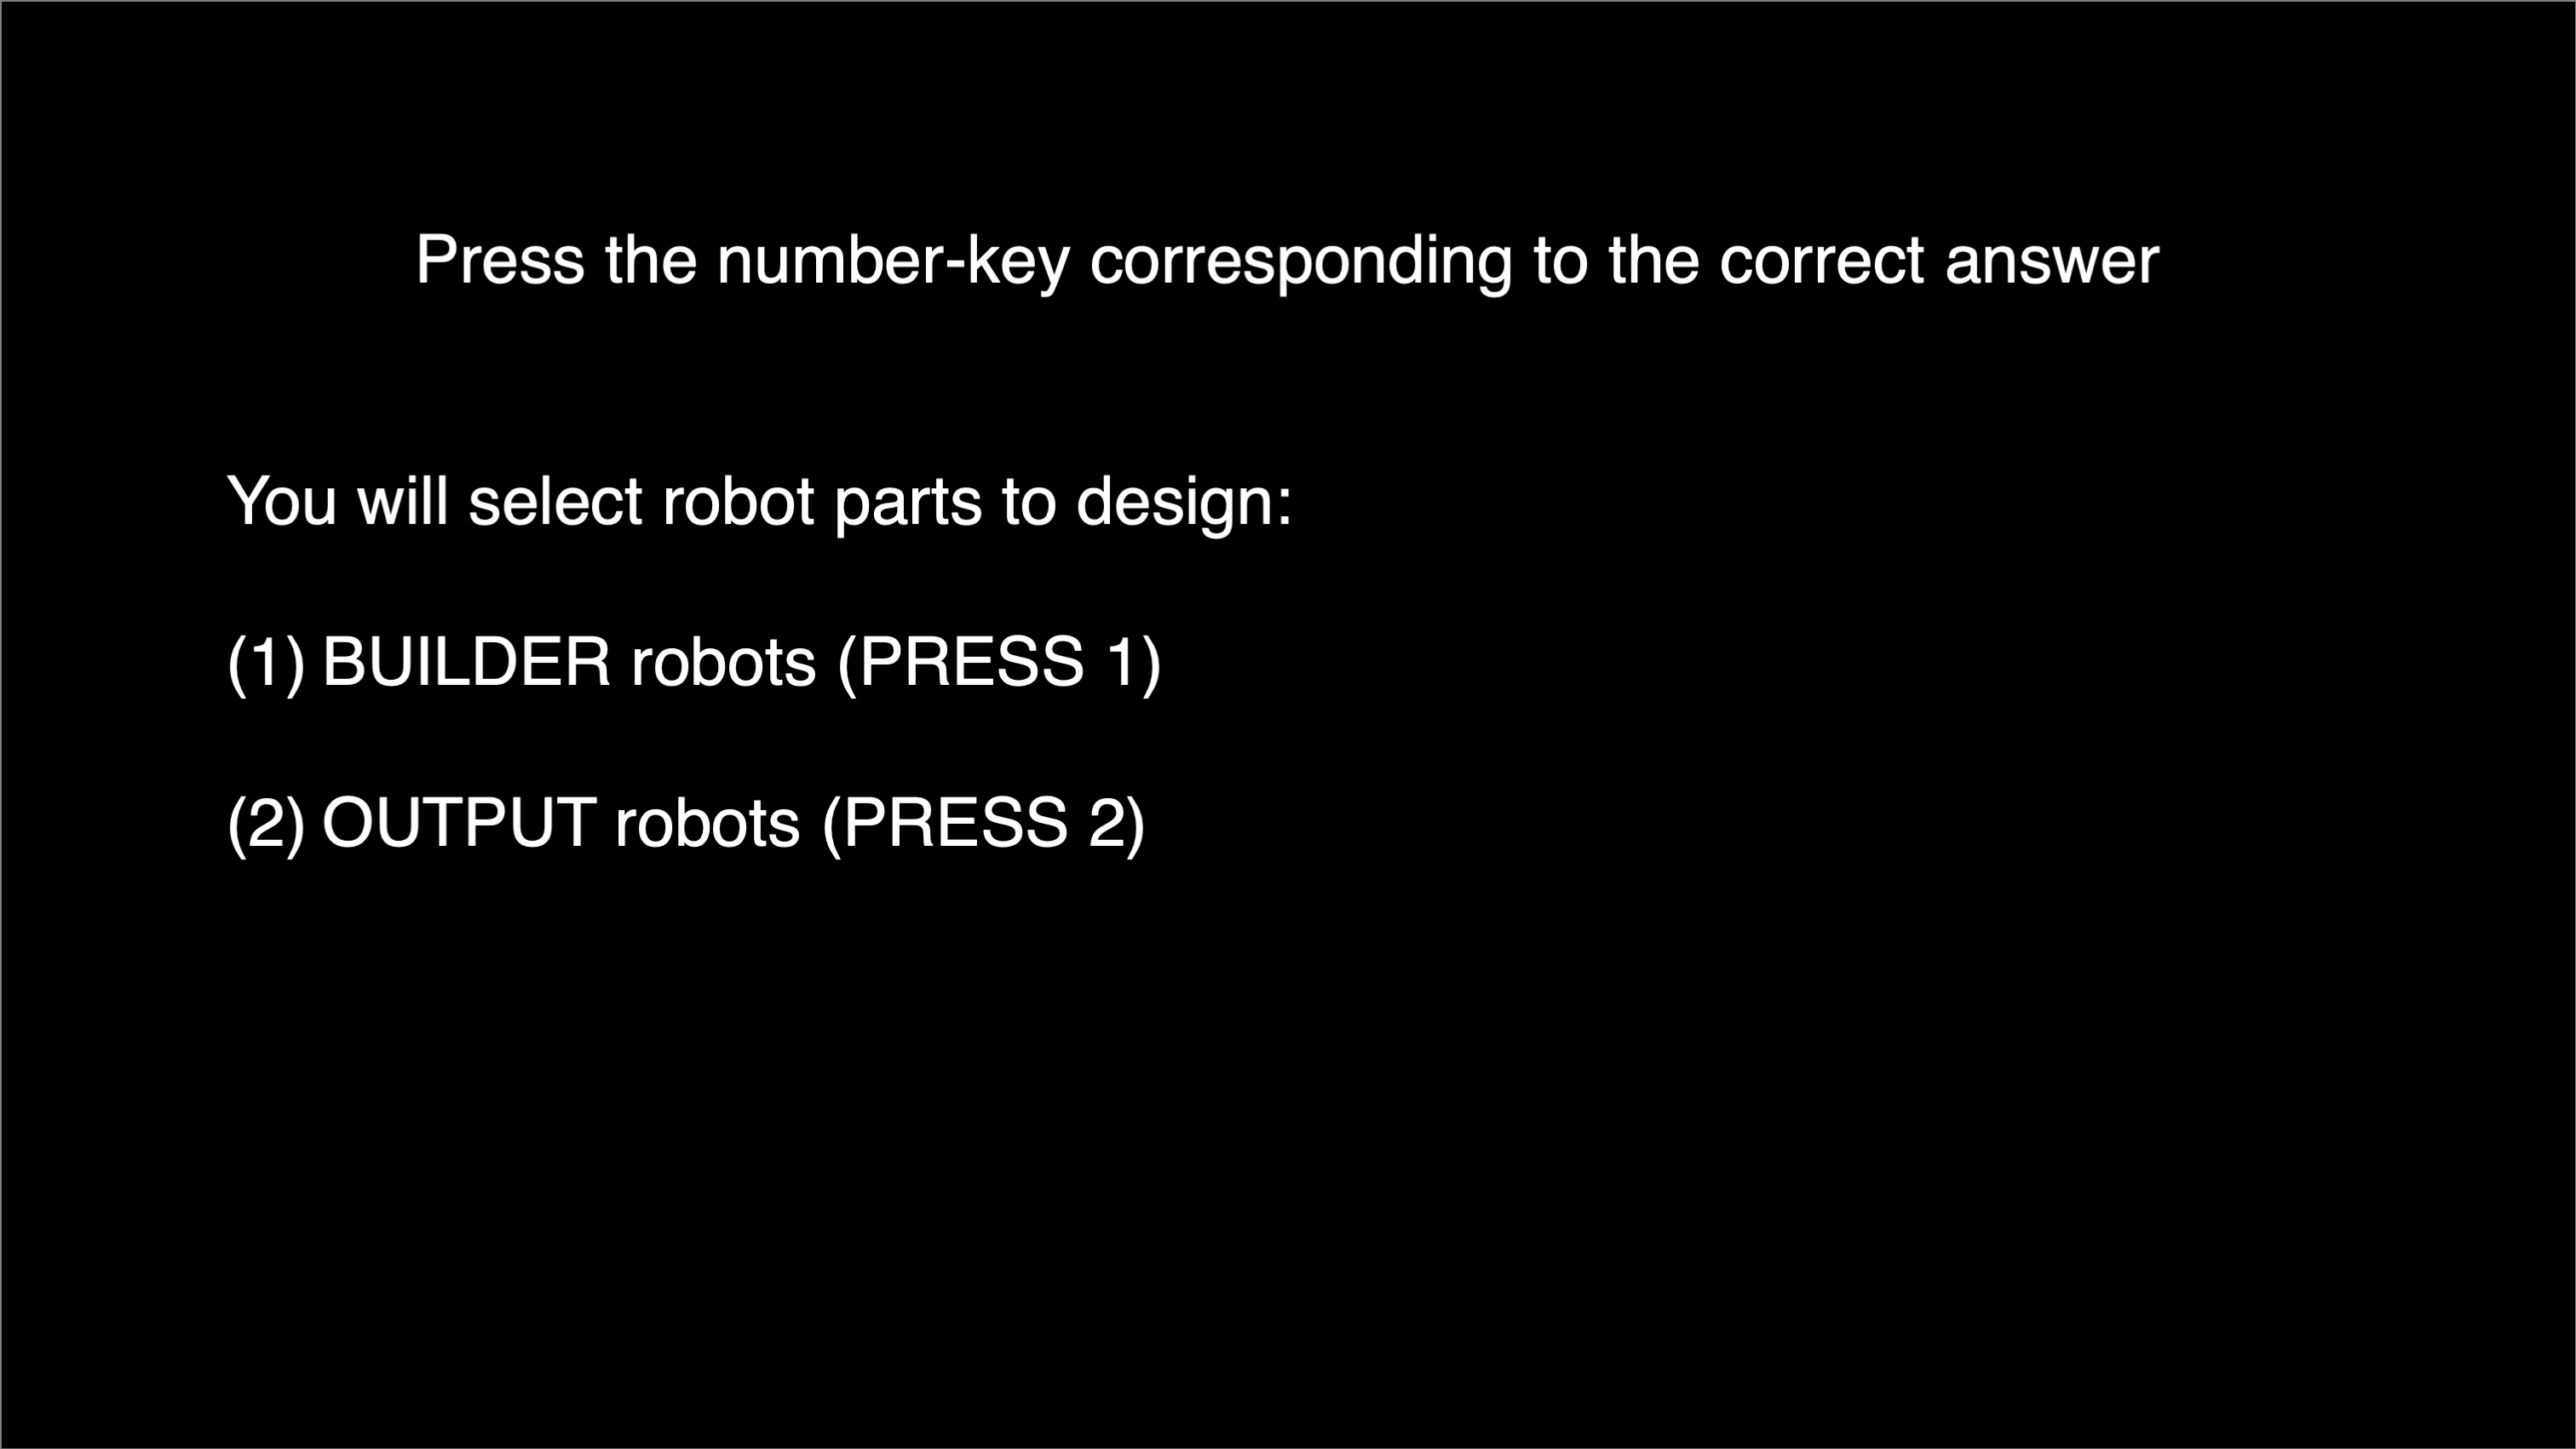 Press the number-key corresponding to the correct answer
You will select robot parts to design:
(1) BUILDER robots (PRESS 1)
(2) OUTPUT robots (PRESS 2)